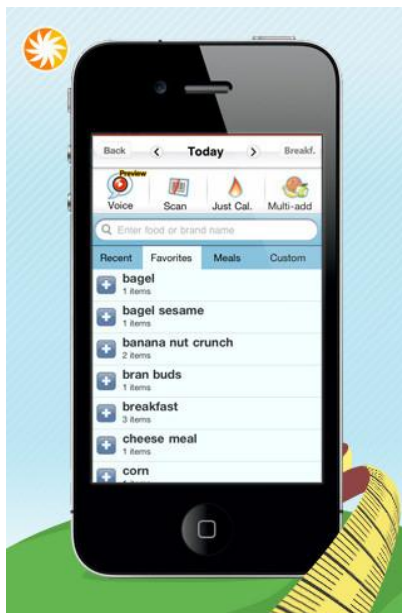 Back Today Breakf.
Preview
Voice Scan Just Cal. Multi-add
Enter food or brand name
Recent Favorites Meals Custom
bagel
1 items
bagel sesame
1 items
banana nut crunch
2 items
bran buds
1 items
breakfast
3 items
cheese meal
1 items
corn